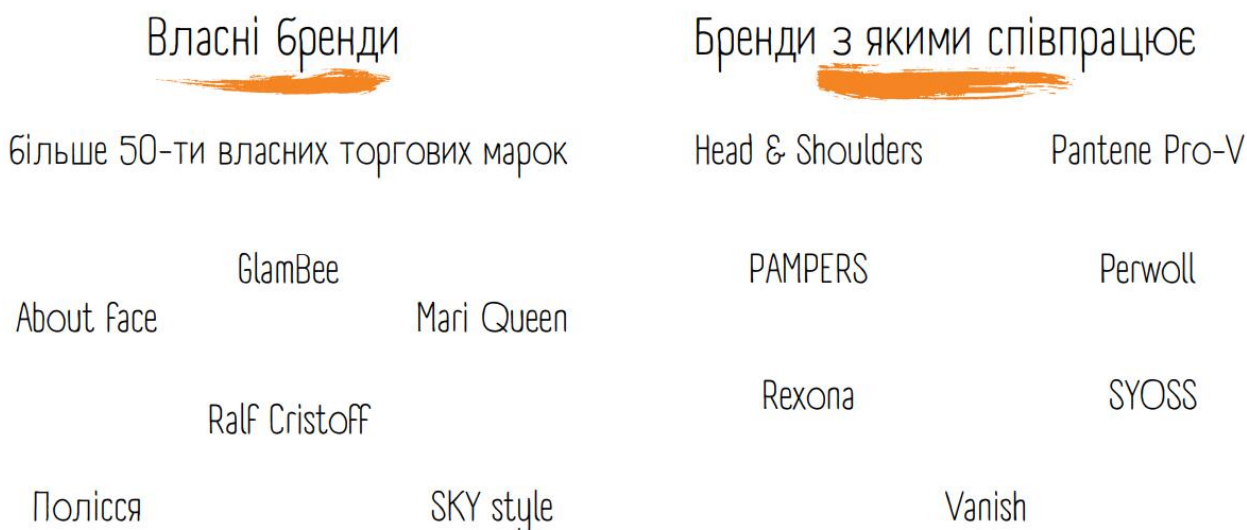 Власні бренди
більше 50-ти власних торгових марок
GlamBee
About face
Mari Queen
Ralf Cristoff
Полісся
SKY style
Бренди з якими співпрацює
Head & Shoulders
Pantene Pro-V
PAMPERS
Perwoll
Rexona
SYOSS
Vanish